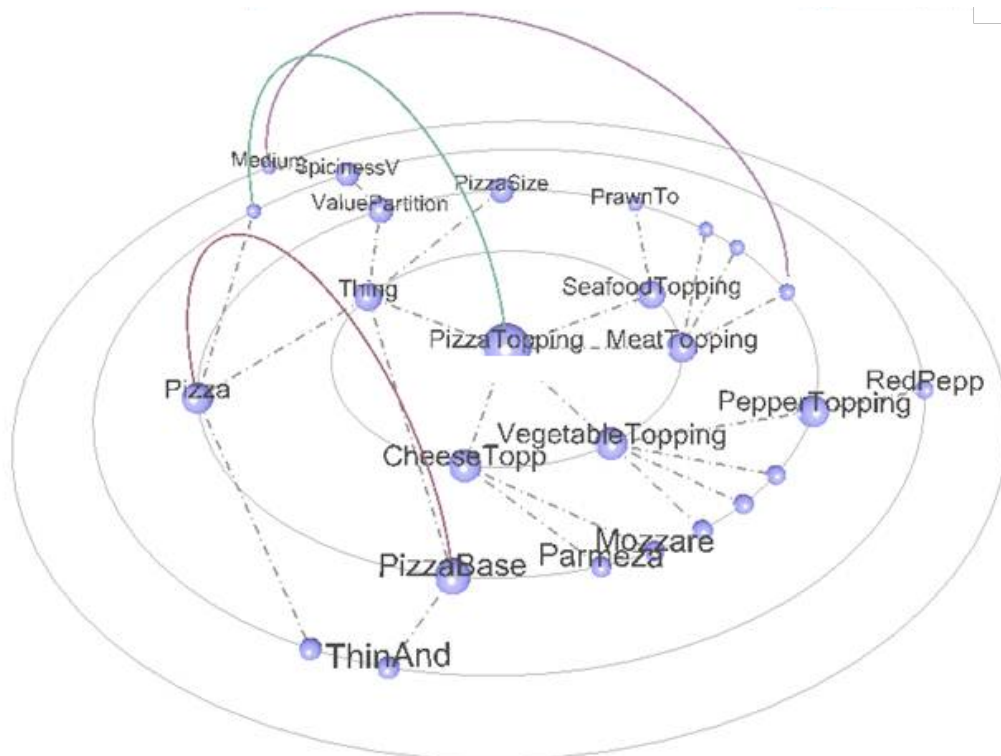 Medium
SpicinessV
PizzaSize
ValuePartition
PrawnTo
Thing
SeafoodTopping
PizzaTopping
MeatTopping
Pizza
RedPepp
PepperTopping
VegetableTopping
CheeseTopp
Mozzare
Parmeza
PizzaBase
ThinAnd